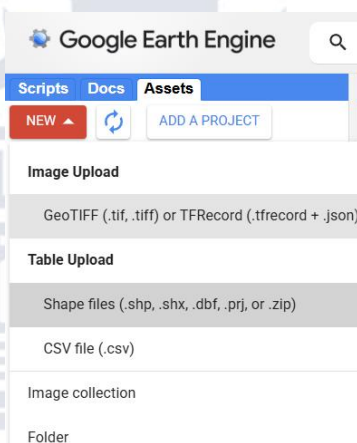 Google Earth Engine
Scripts Docs Assets
NEW ADD A PROJECT
Image Upload
GeoTIFF (.tif, .tiff) or TFRecord (.tfrecord + .json)
Table Upload
Shape files (.shp, .shx, .dbf, .prj, or .zip)
CSV file (.csv)
Image collection
Folder